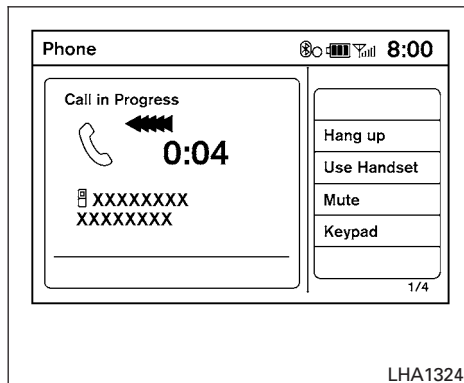 Phone 8:00
Call in Progress
0:04
XXXXXXXX
XXXXXXXX
Hang up
Use Handset
Mute
Keypad
1/4
LHA1324